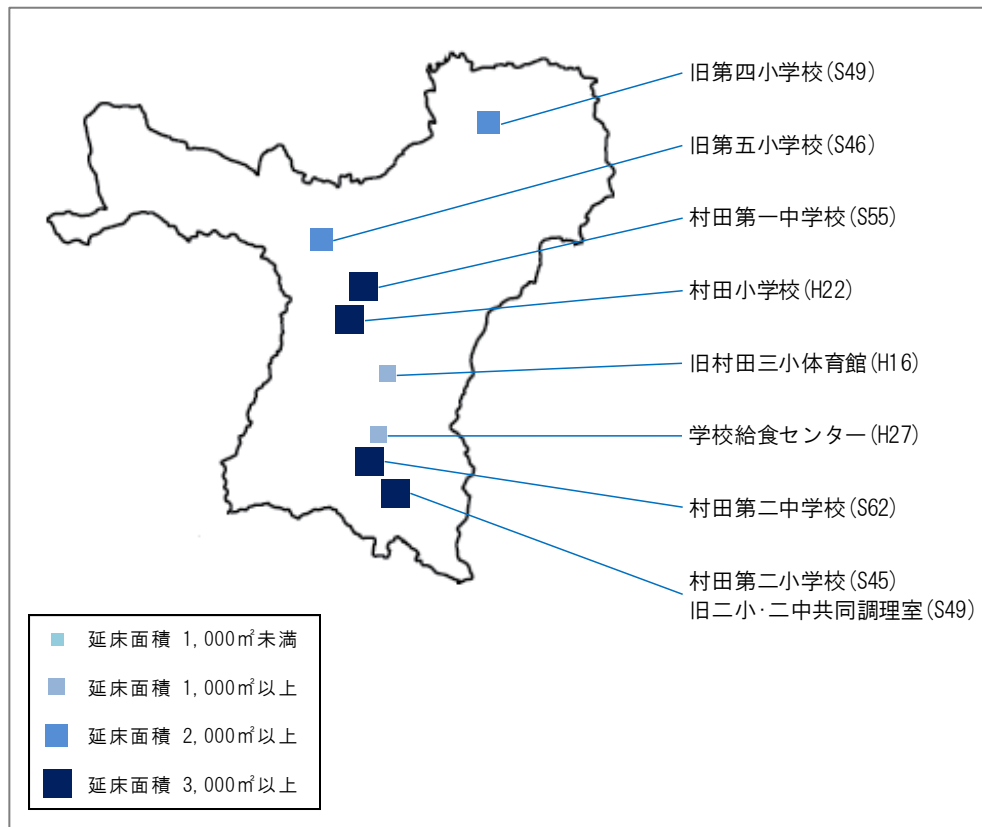 旧第四小学校(S49)
旧第五小学校(S46)
村田第一中学校(S55)
村田小学校(H22)
旧村田三小体育館(H16)
学校給食センター(H27)
村田第二中学校(S62)
村田第二小学校(S45)
旧二小・二中共同調理室(S49)
延床面積 1,000㎡未満
延床面積 1,000㎡以上
延床面積 2,000㎡以上
延床面積 3,000㎡以上